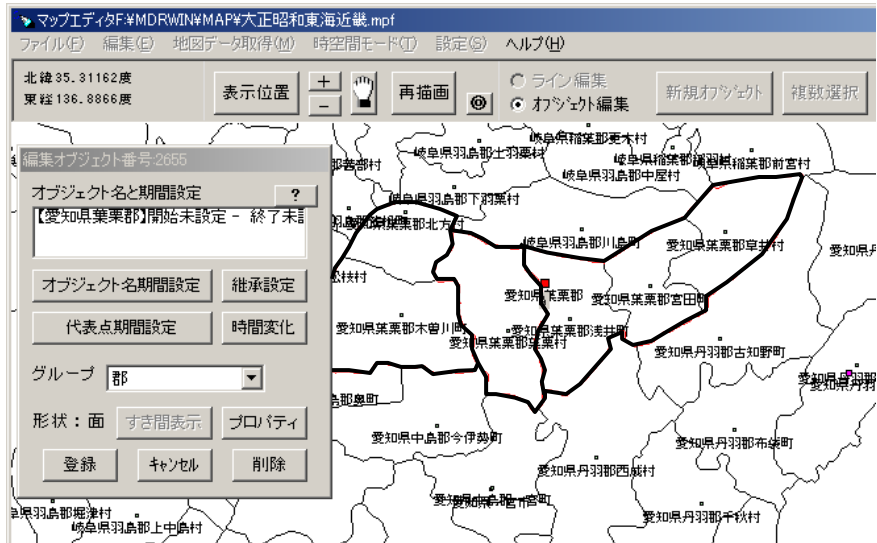 マップエディタF:¥MDRWIN¥MAP¥大正昭和東海近畿.mpf
ファイル(F) 編集(E) 地図データ取得(M) 時空間モード(T) 設定(S) ヘルプ(H)
北緯35.31162度
東経136.8866度
表示位置
+
-
再描画
ライン編集
オブジェクト編集
新規オブジェクト
複数選択
編集オブジェクト番号:2655
オブジェクト名と期間設定
?
【愛知県葉栗郡】開始未設定 - 終了未
オブジェクト名期間設定
継承設定
代表点期間設定
時間変化
グループ
郡
形状:面
すき間表示
プロパティ
登録
キャンセル
削除
岐阜県稲葉郡更木村
岐阜県羽島郡上羽栗村
岐阜県稲葉郡前宮村
岐阜県羽島郡中屋村
岐阜県羽島郡下羽栗村
葉栗郡北方村
岐阜県羽島郡川島町
愛知県葉栗郡草井村
愛知県丹
松枝村
愛知県葉栗郡
愛知県葉栗郡宮田町
愛知県葉栗郡木曽川町
愛知県葉栗郡浅井町
愛知県葉栗郡葉栗村
愛知県丹羽郡古知野町
郡奥町
愛知県中島郡今伊勢町
愛知県丹羽郡布袋町
愛知県丹羽郡西成村
愛知県丹羽郡千秋村
岐阜県羽島郡堀津村
岐阜県羽島郡上中島村